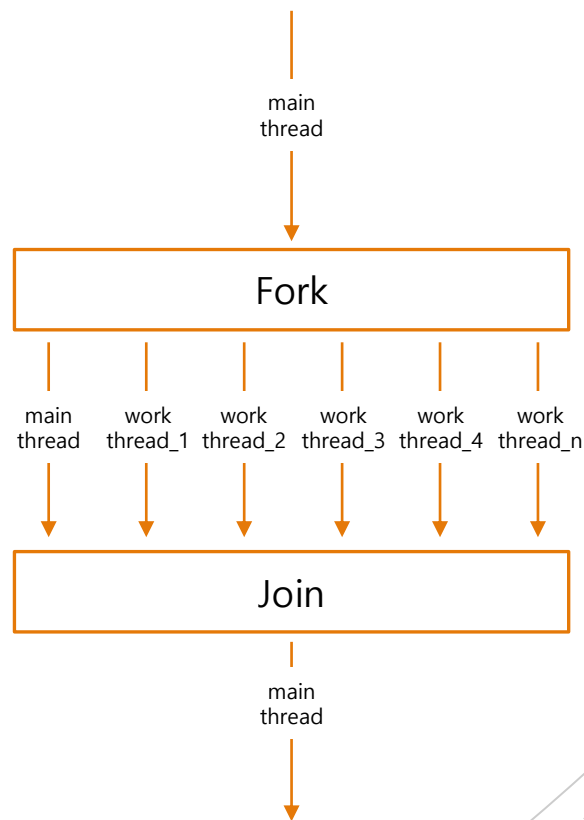 main
thread
Fork
main work work work work work
thread thread_1 thread_2 thread_3 thread_4 thread_n
Join
main
thread